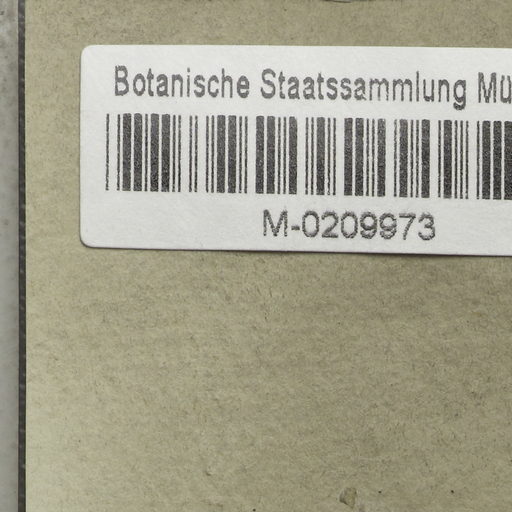 Botanische Staatssammlung Mü
M-0209973